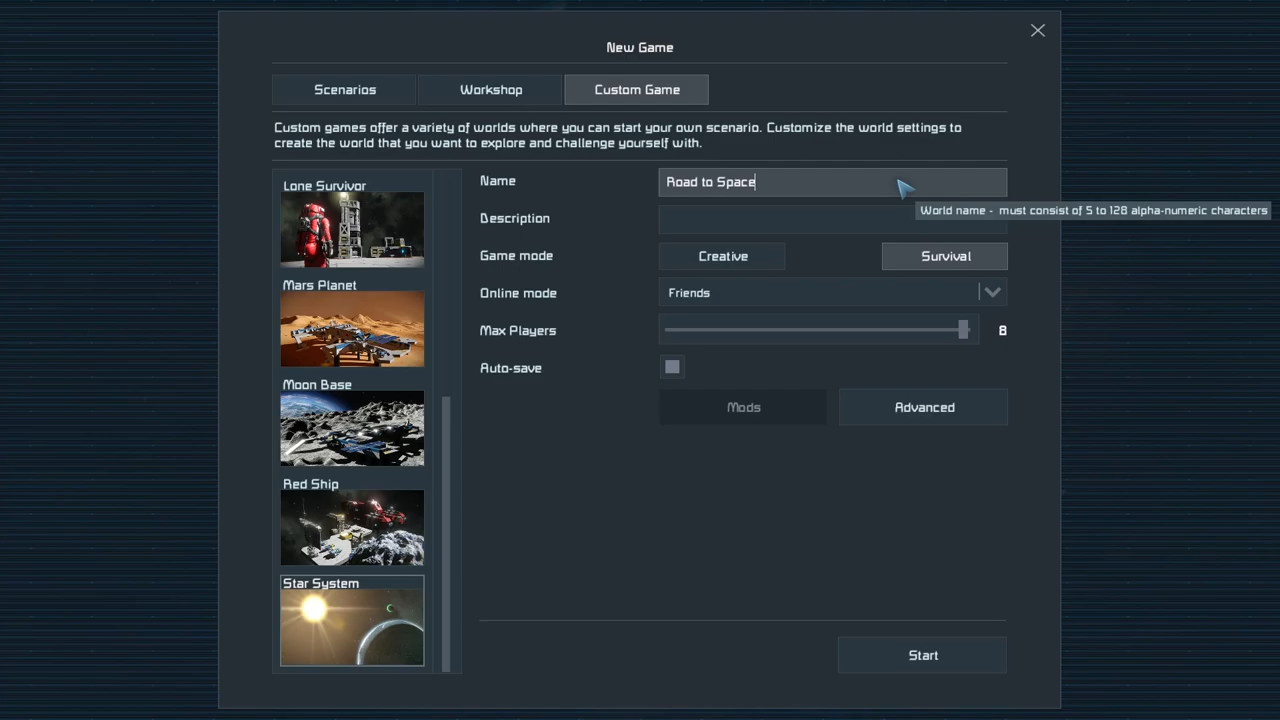 New Game
Scenarios
Workshop
Custom Game
Custom games offer a variety of worlds where you can start your own scenario. Customize the world settings to
create the world that you want to explore and challenge yourself with.
Lone Survivor
Mars Planet
Moon Base
Red Ship
Star System
Name
Road to Space
World name - must consist of 5 to 128 alpha-numeric characters
Description
Game mode
Creative
Survival
Online mode
Friends
Max Players
8
Auto-save
Mods
Advanced
Start